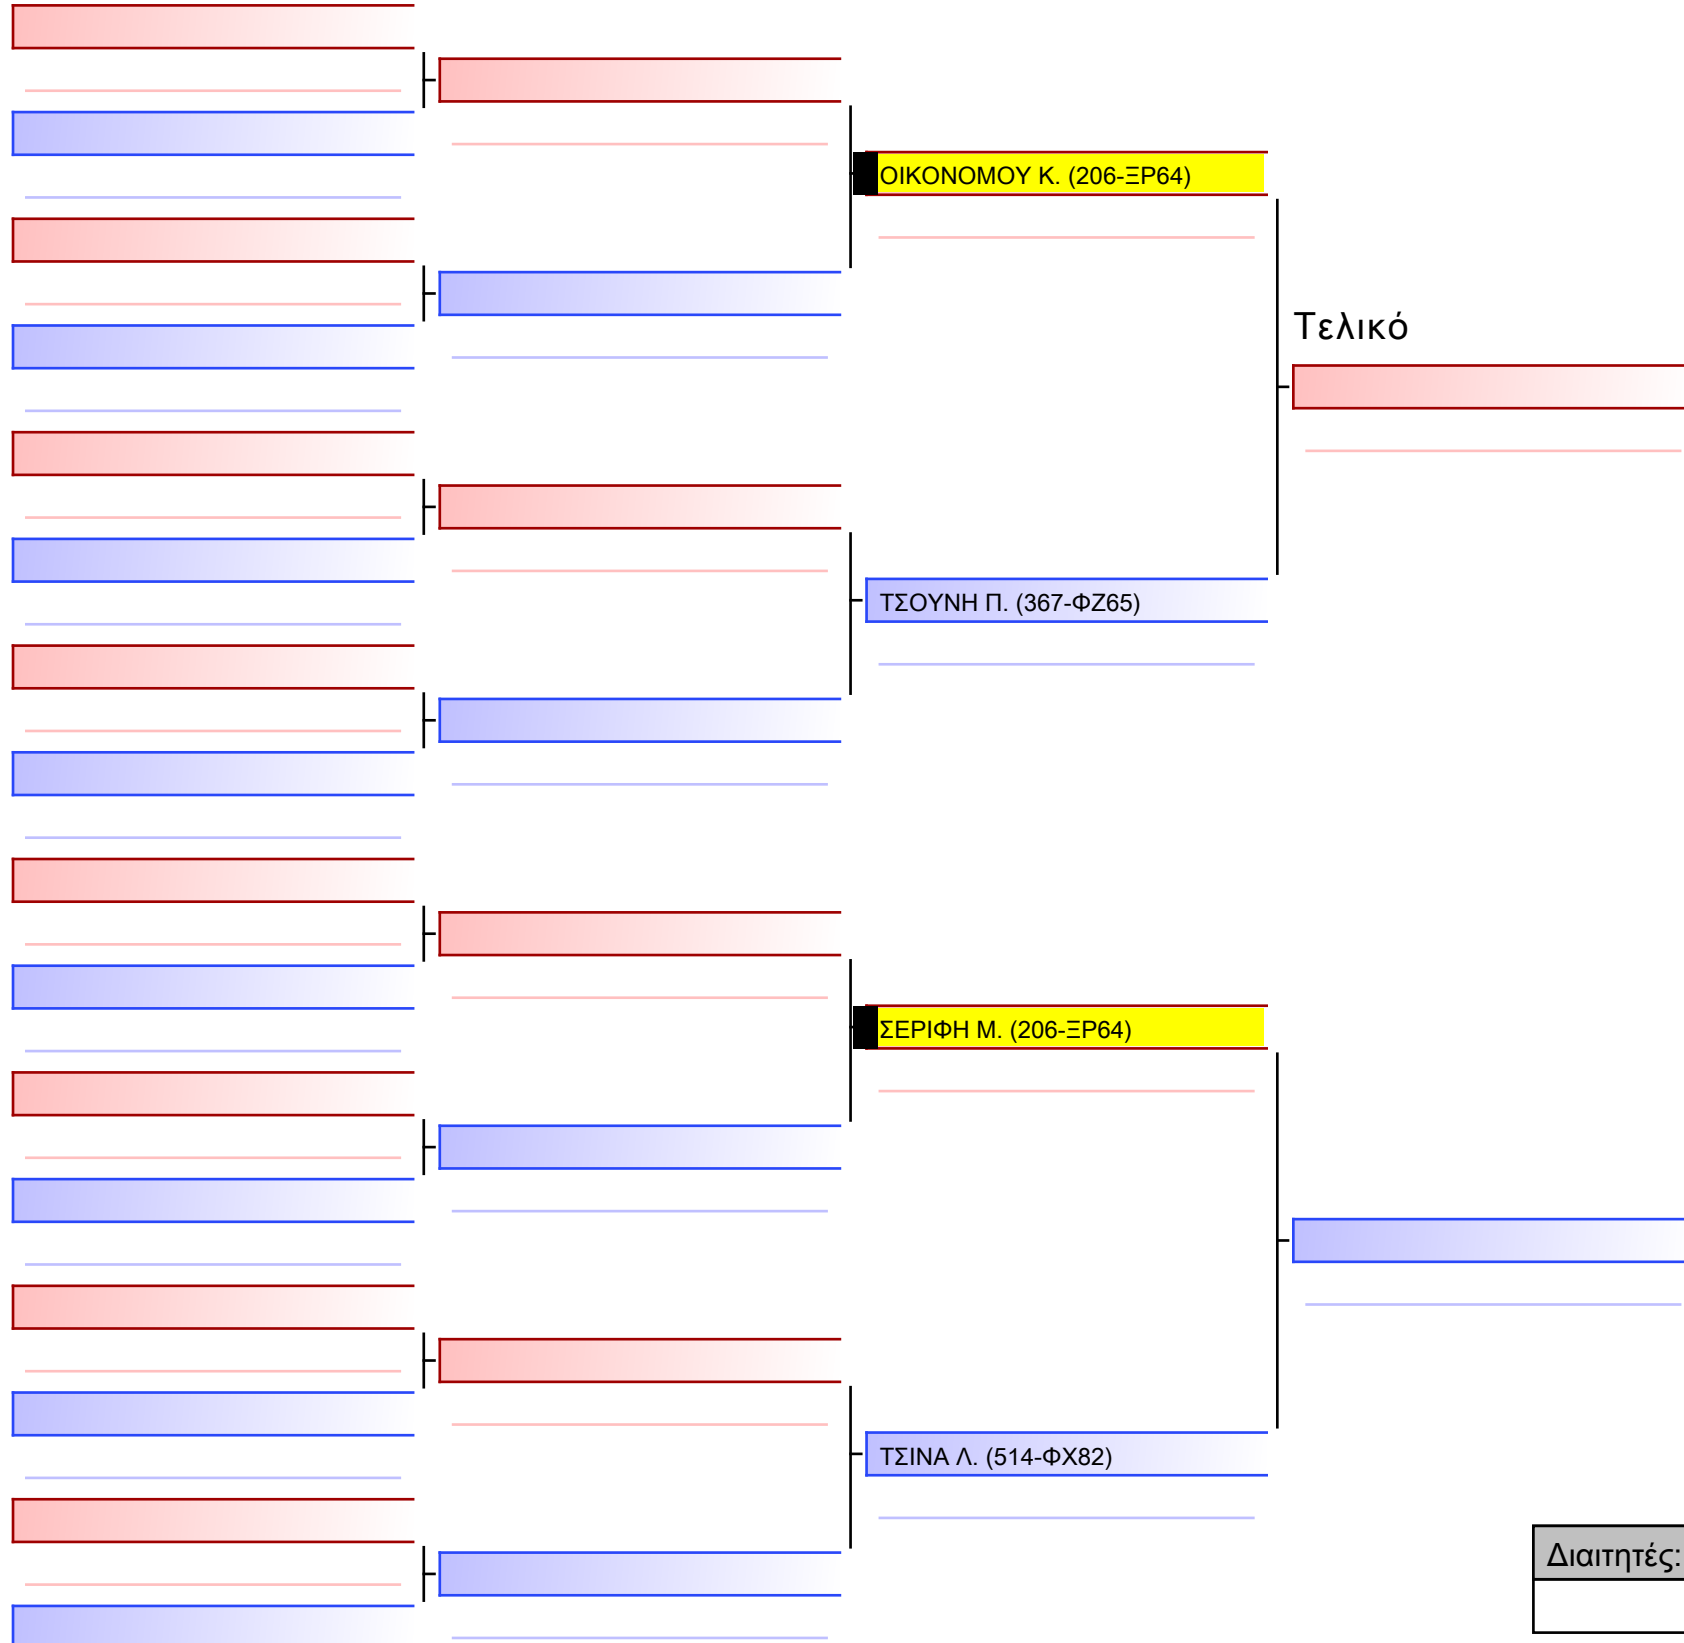 ΟΙΚΟΝΟΜΟΥ Κ. (206-ΞΡ64)
Τελικό
ΤΣΟΥΝΗ Π. (367-ΦΖ65)
ΣΕΡΙΦΗ Μ. (206-ΞΡ64)
ΤΣΙΝΑ Λ. (514-ΦΧ82)
Διαιτητές: